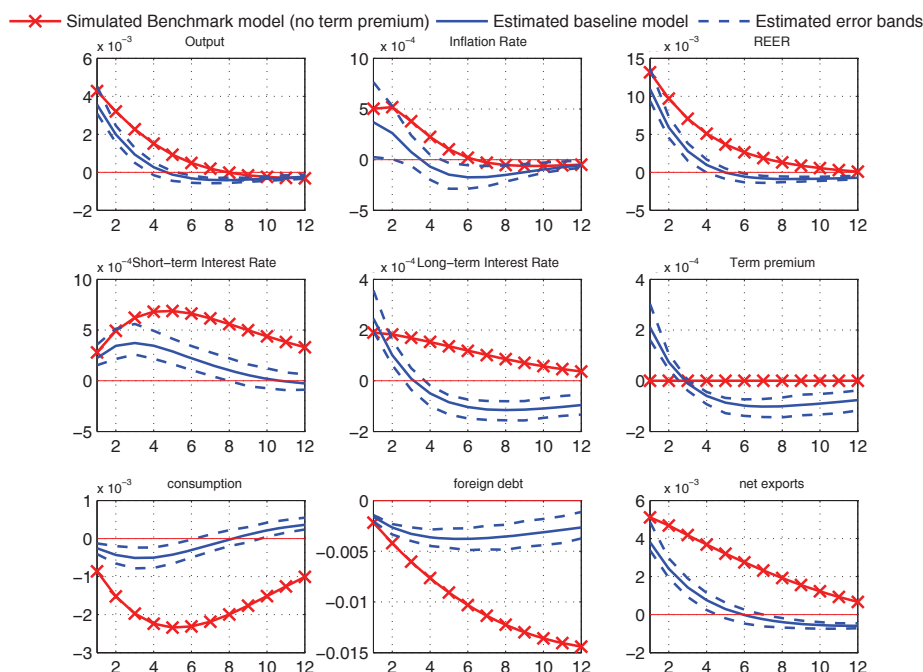 Simulated Benchmark model (no term premium) Estimated baseline model Estimated error bands
Output
x 10⁻³
6
4
2
0
−2
2 4 6 8 10 12
Inflation Rate
x 10⁻⁴
10
5
0
−5
2 4 6 8 10 12
REER
x 10⁻³
15
10
5
0
−5
2 4 6 8 10 12
x 10⁻⁴Short−term Interest Rate
10
5
0
−5
2 4 6 8 10 12
x 10⁻⁴Long−term Interest Rate
4
2
0
−2
2 4 6 8 10 12
Term premium
x 10⁻⁴
4
2
0
−2
2 4 6 8 10 12
consumption
x 10⁻³
1
0
−1
−2
−3
2 4 6 8 10 12
foreign debt
0
−0.005
−0.01
−0.015
2 4 6 8 10 12
net exports
x 10⁻³
6
4
2
0
−2
2 4 6 8 10 12